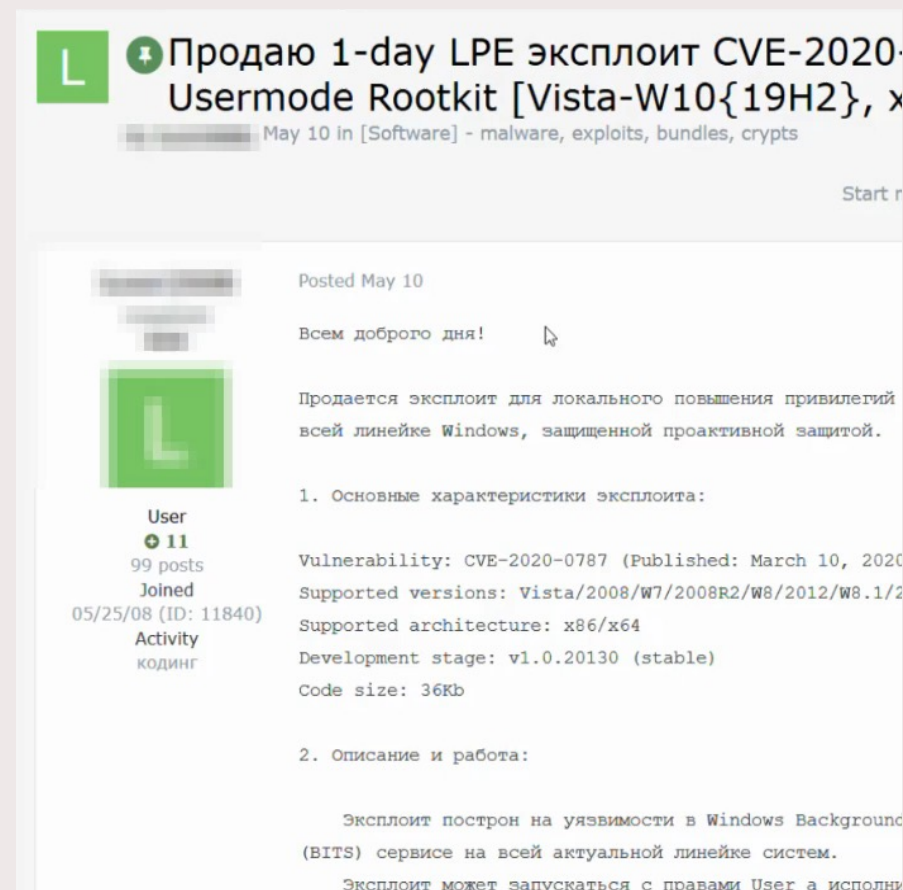 L
Продаю 1-day LPE эксплоит CVE-2020-
Usermode Rootkit [Vista-W10{19H2}, x
May 10 in [Software] - malware, exploits, bundles, crypts
Start
Posted May 10
Всем доброго дня!
Продается эксплоит для локального повышения привилегий
всей линейке Windows, защищенной проактивной защитой.
1. Основные характеристики эксплоита:
L
User
11
99 posts
Joined
05/25/08 (ID: 11840)
Activity
кодинг
Vulnerability: CVE-2020-0787 (Published: March 10, 2020
Supported versions: Vista/2008/W7/2008R2/W8/2012/W8.1/2
Supported architecture: x86/x64
Development stage: v1.0.20130 (stable)
Code size: 36Kb
2. Описание и работа:
Эксплоит построн на уязвимости в Windows Background
(BITS) сервисе на всей актуальной линейке систем.
Эксплоит может запускаться с правами User а исполни